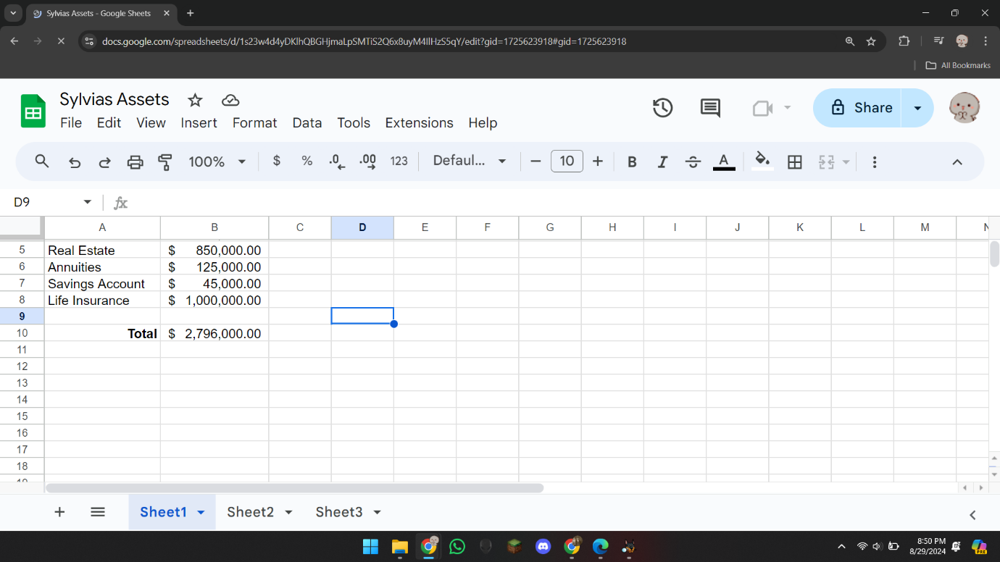 Sylvias Assets - Google Sheets
docs.google.com/spreadsheets/d/1s23w4d4yDKlhQBGHjmaLpSMTiS2Q6x8uyM4IlHzS5qY/edit?gid=1725623918#gid=1725623918
All Bookmarks
Sylvias Assets
File Edit View Insert Format Data Tools Extensions Help
Share
100% $ % .0 .00 123 Defaul... 10 B I S A
D9 fx
A B C D E F G H I J K L M N
5 Real Estate $ 850,000.00
6 Annuities $ 125,000.00
7 Savings Account $ 45,000.00
8 Life Insurance $ 1,000,000.00
9
10 Total $ 2,796,000.00
11
12
13
14
15
16
17
18
19
Sheet1 Sheet2 Sheet3
8:50 PM
8/29/2024
PRE